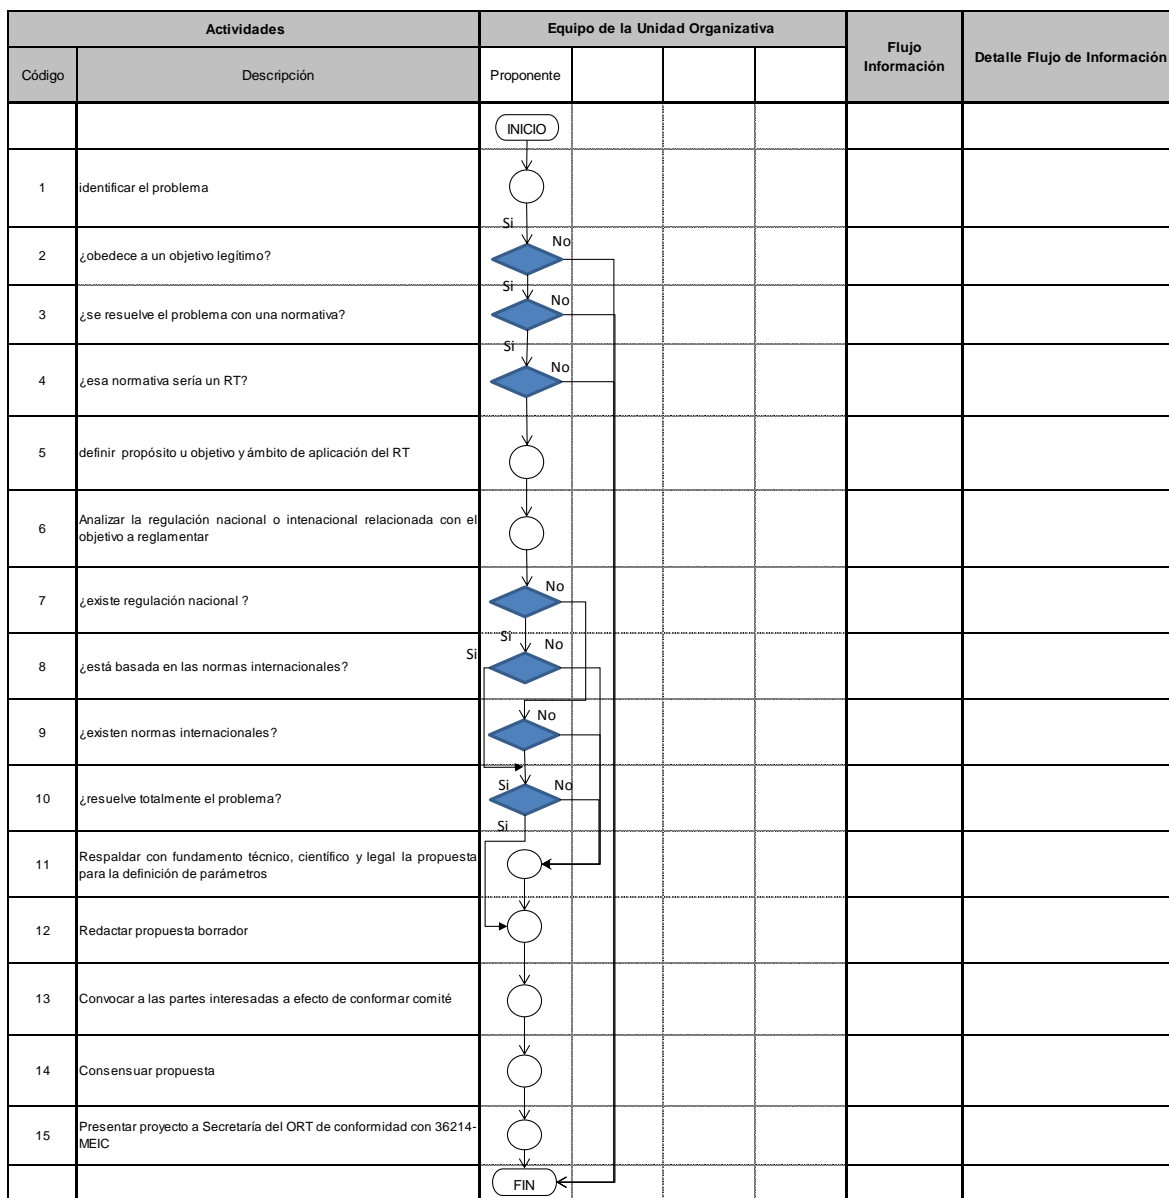 Actividades
Equipo de la Unidad Organizativa
Flujo
Información
Detalle Flujo de Información
Código
Descripción
Proponente
INICIO
1
identificar el problema
Si
2
¿obedece a un objetivo legítimo?
No
Si
3
¿se resuelve el problema con una normativa?
No
Si
4
¿esa normativa sería un RT?
No
5
definir propósito u objetivo y ámbito de aplicación del RT
6
Analizar la regulación nacional o intenacional relacionada con el
objetivo a reglamentar
7
¿existe regulación nacional ?
No
Si
8
¿está basada en las normas internacionales?
Si
No
9
¿existen normas internacionales?
No
10
¿resuelve totalmente el problema?
Si
No
Si
11
Respaldar con fundamento técnico, científico y legal la propuesta
para la definición de parámetros
12
Redactar propuesta borrador
13
Convocar a las partes interesadas a efecto de conformar comité
14
Consensuar propuesta
15
Presentar proyecto a Secretaría del ORT de conformidad con 36214-
MEIC
FIN